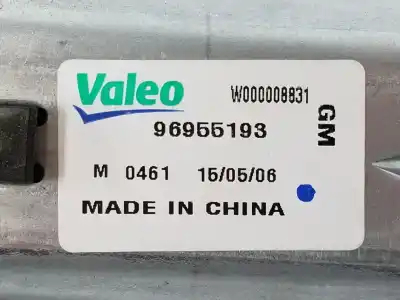 Valeo
W000008831
96955193
GM
M 0461 15/05/06
MADE IN CHINA